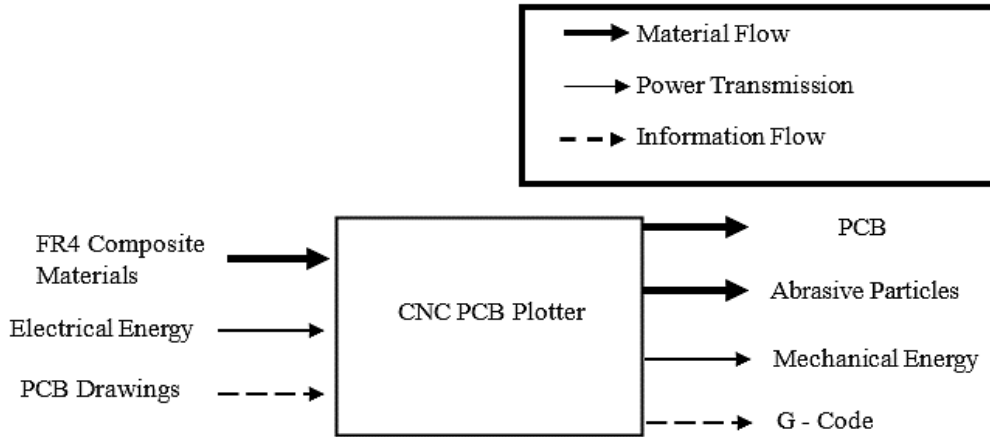 Material Flow
Power Transmission
Information Flow
FR4 Composite
Materials
Electrical Energy
PCB Drawings
CNC PCB Plotter
PCB
Abrasive Particles
Mechanical Energy
G - Code